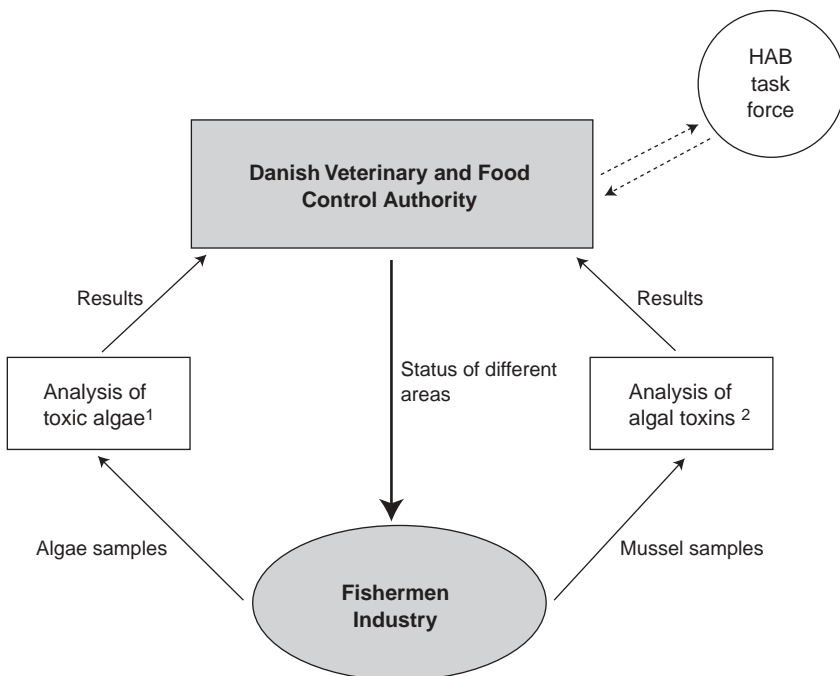 HAB
task
force
Danish Veterinary and Food
Control Authority
Results
Results
Status of different
areas
Analysis of
toxic algae¹
Analysis of
algal toxins ²
Algae samples
Mussel samples
Fishermen
Industry